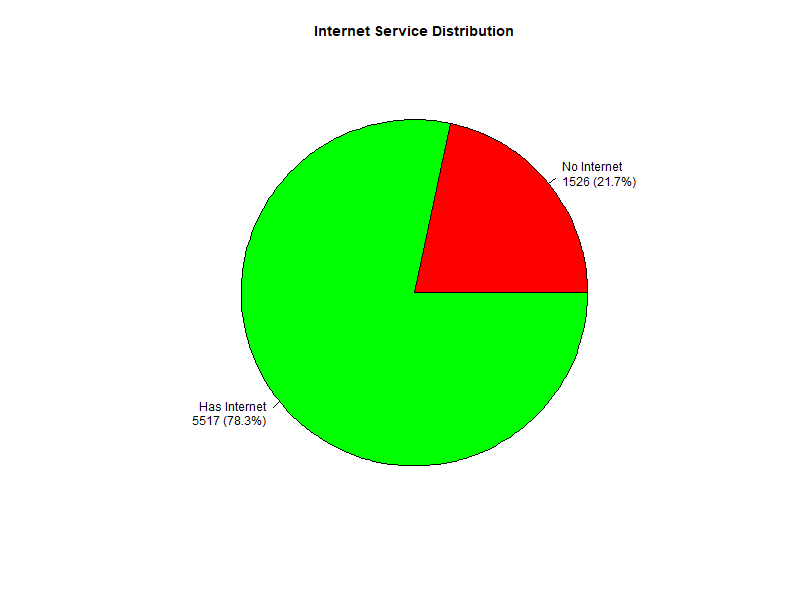 Internet Service Distribution
No Internet
1526 (21.7%)
Has Internet
5517 (78.3%)